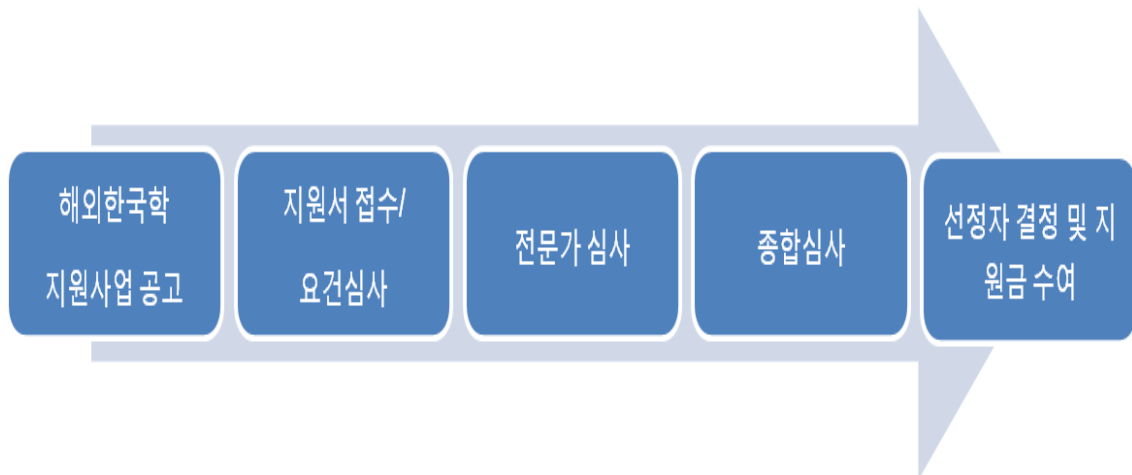 해외한국학
지원사업 공고
지원서 접수/
요건심사
전문가 심사
종합심사
선정자 결정 및 지
원금 수여